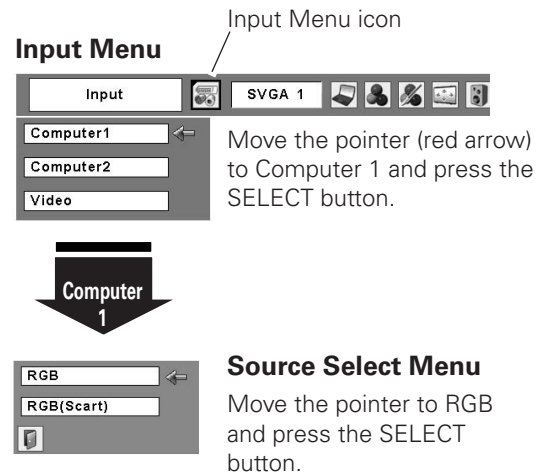 Input Menu icon
Input Menu
Input
SVGA 1
Computer1
Computer2
Video
Move the pointer (red arrow)
to Computer 1 and press the
SELECT button.
Computer
1
RGB
RGB(Scart)
Source Select Menu
Move the pointer to RGB
and press the SELECT
button.